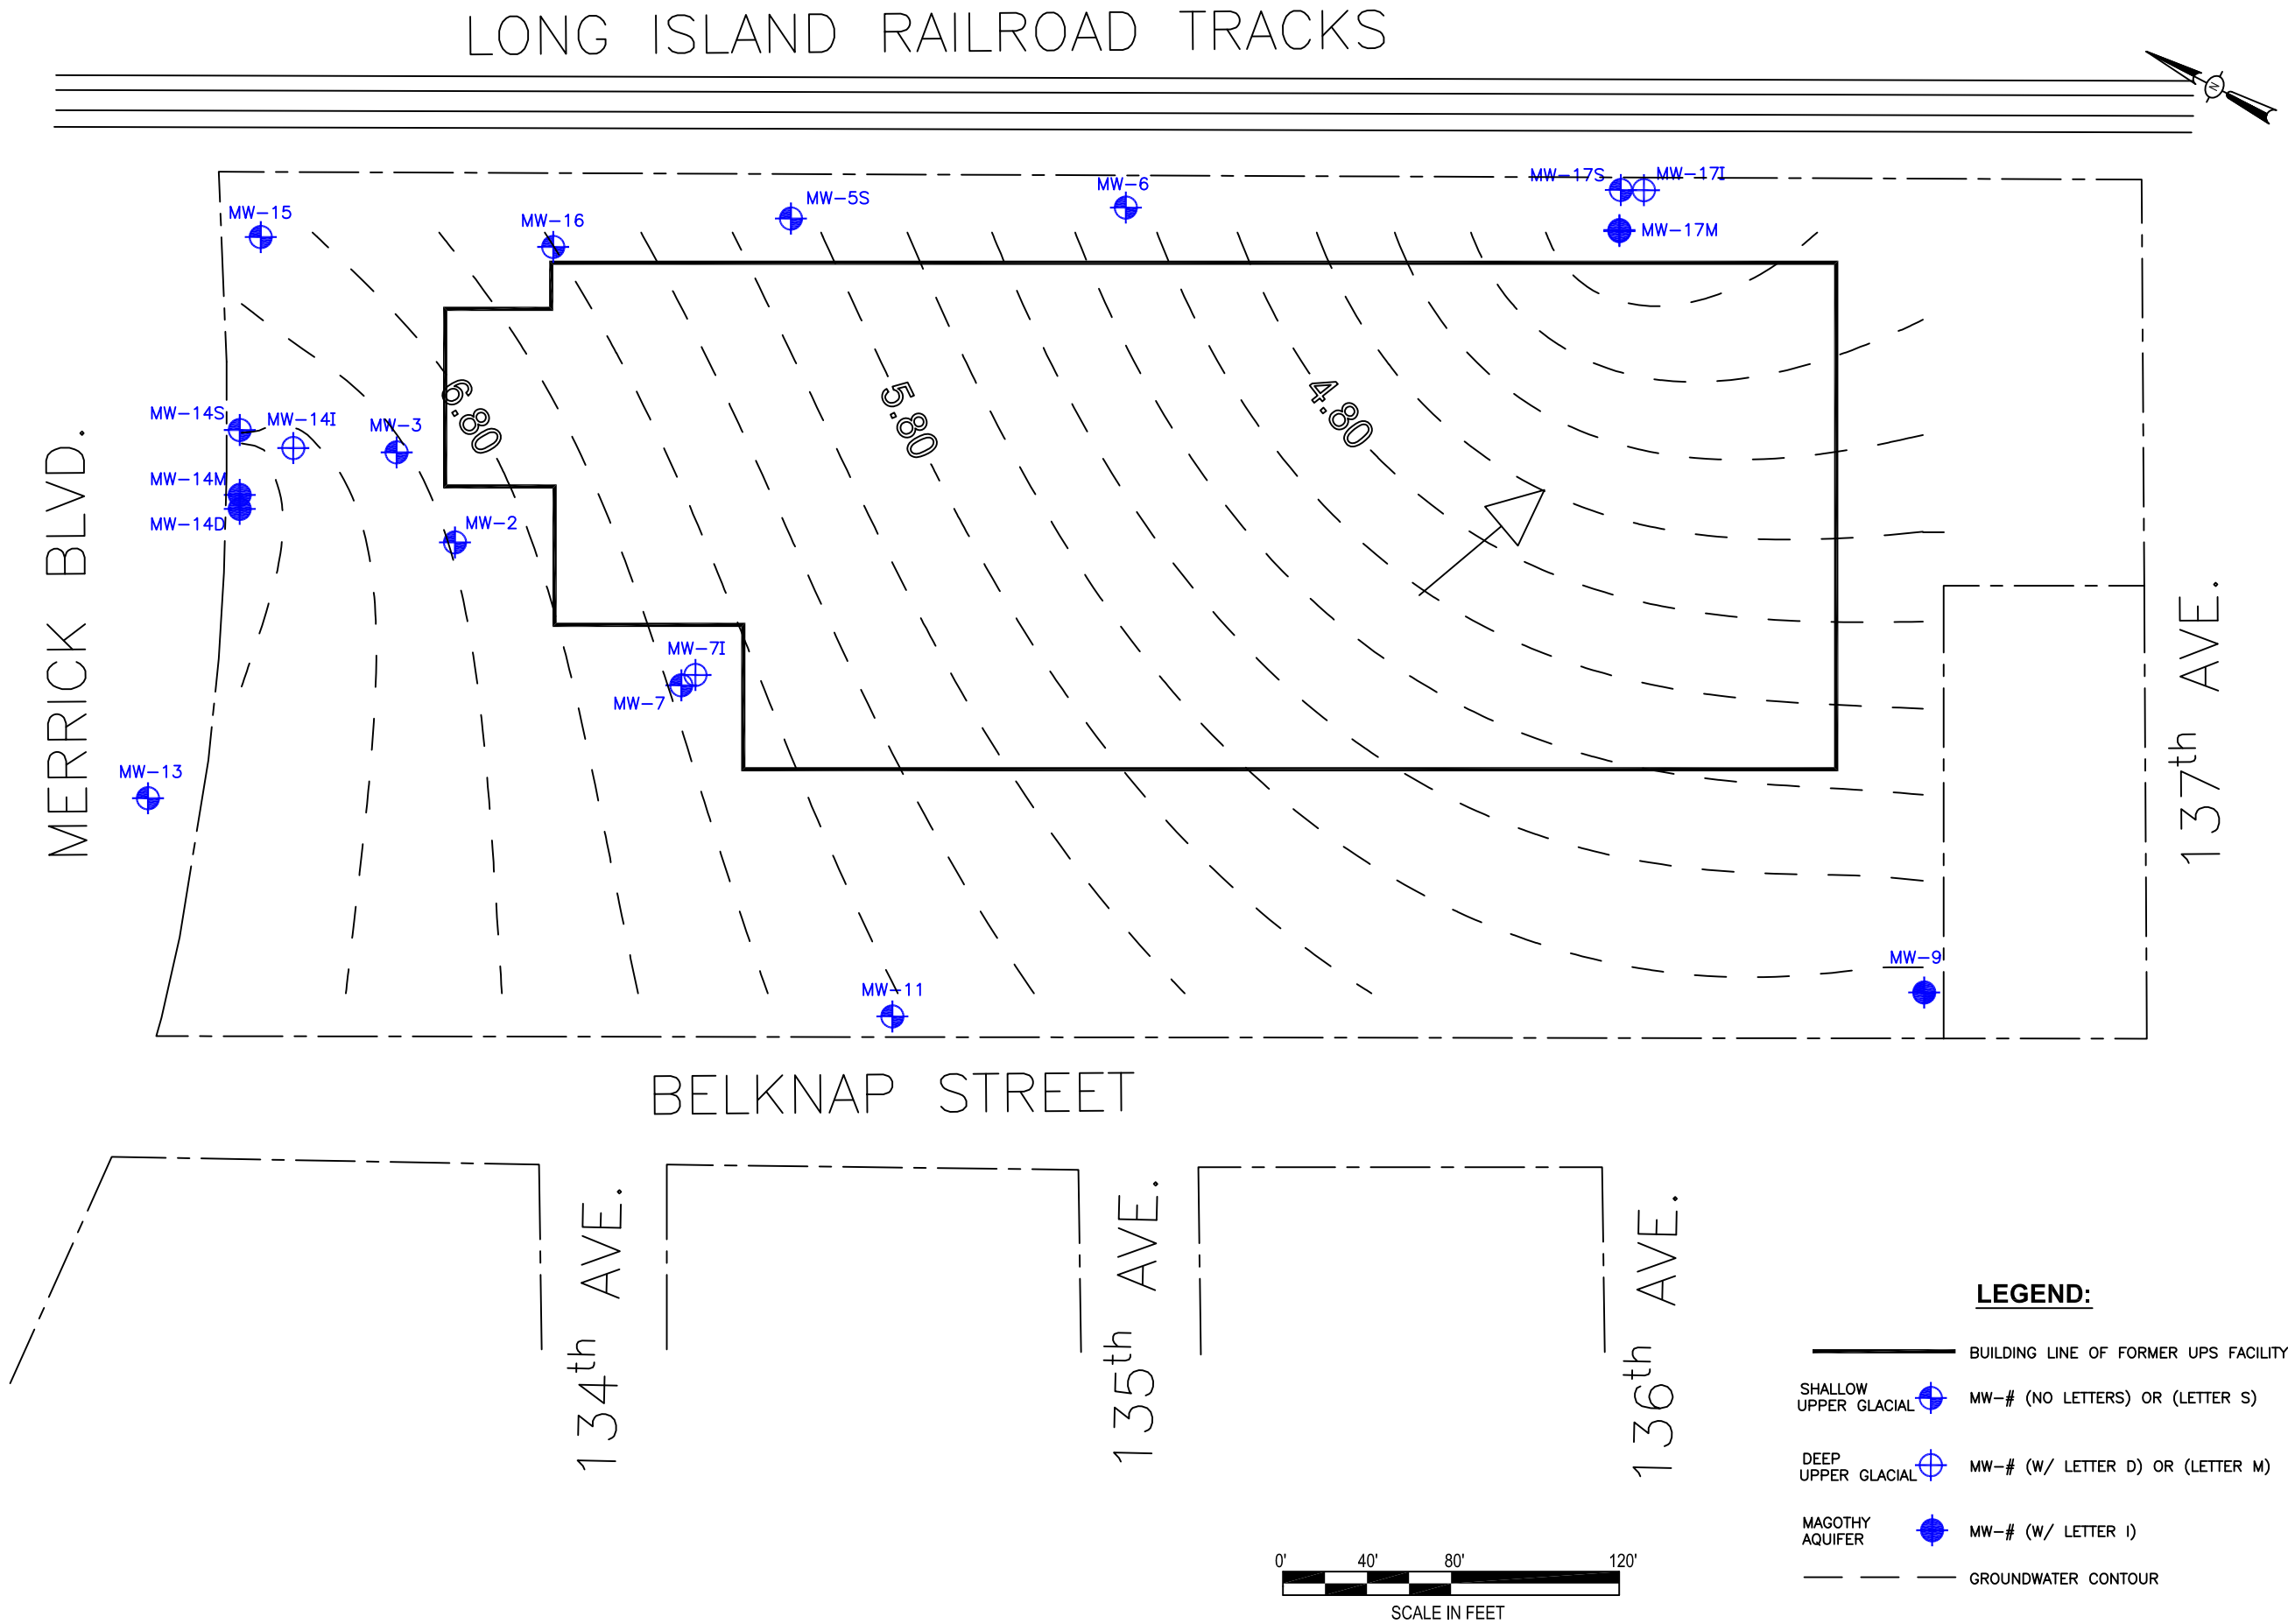 LONG ISLAND RAILROAD TRACKS
N
MW-17S
MW-17I
MW-6
MW-5S
MW-15
MW-16
MW-17M
6.80
5.80
4.80
MW-14S
MW-14I
MW-3
MW-14M
MW-14D
MW-2
MERRICK BLVD.
MW-7I
MW-7
MW-13
137th AVE.
MW-9
MW-11
BELKNAP STREET
134th AVE.
135th AVE.
136th AVE.
LEGEND:
BUILDING LINE OF FORMER UPS FACILITY
SHALLOW
UPPER GLACIAL
MW-# (NO LETTERS) OR (LETTER S)
DEEP
UPPER GLACIAL
MW-# (W/ LETTER D) OR (LETTER M)
MAGOTHY
AQUIFER
MW-# (W/ LETTER I)
GROUNDWATER CONTOUR
0' 40' 80' 120'
SCALE IN FEET